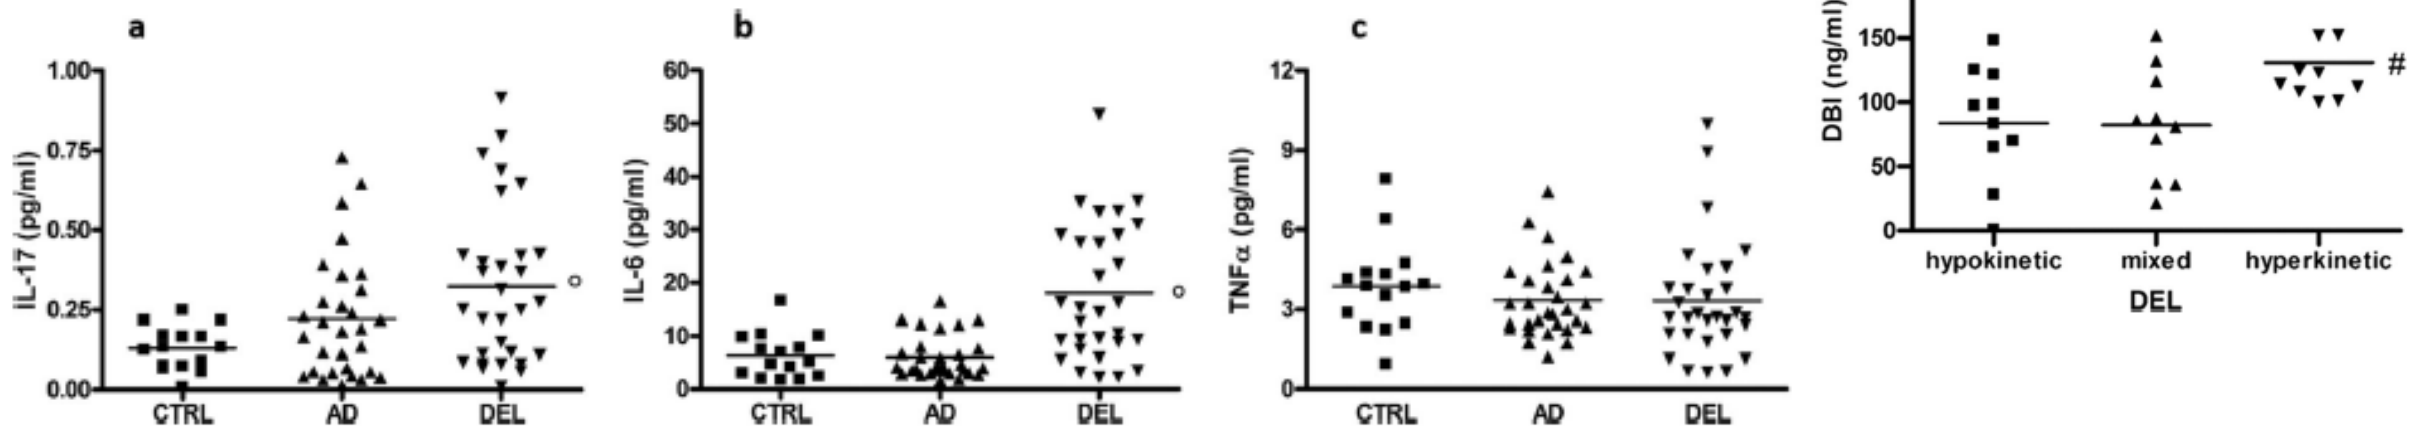 a
IL-17 (pg/ml)
1.00
0.75
0.50
0.25
0.00
CTRL AD DEL
b
IL-6 (pg/ml)
60
50
40
30
20
10
0
CTRL AD DEL
c
TNFα (pg/ml)
12
9
6
3
0
CTRL AD DEL
DBI (ng/ml)
150
100
50
0
#
hypokinetic mixed hyperkinetic
DEL